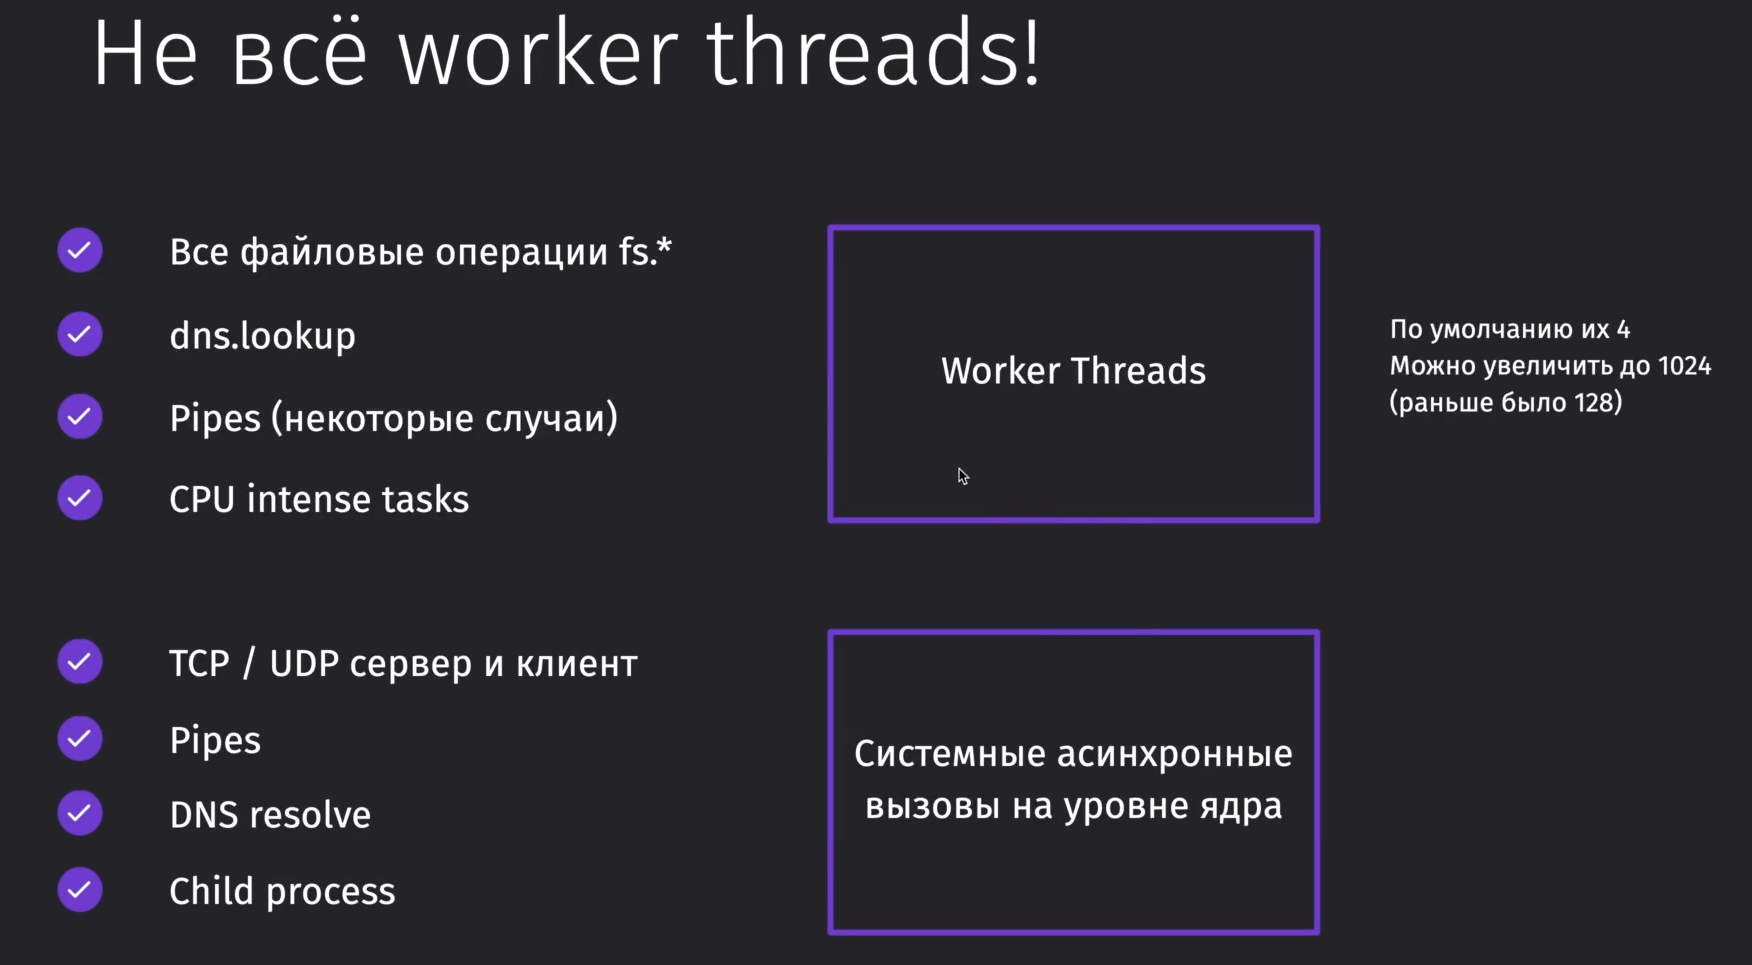 Не всё worker threads!
Все файловые операции fs.*
dns.lookup
Pipes (некоторые случаи)
CPU intense tasks
Worker Threads
По умолчанию их 4
Можно увеличить до 1024
(раньше было 128)
TCP / UDP сервер и клиент
Pipes
DNS resolve
Child process
Системные асинхронные
вызовы на уровне ядра